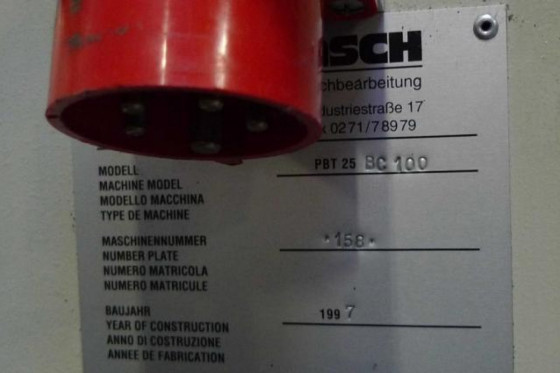 SCH
chbearbeitung
dustriestraße 17
x 0271/78979
MODELL PBT 25 BC 100
MACHINE MODEL
MODELLO MACCHINA
TYPE DE MACHINE
MASCHINENNUMMER •158•
NUMBER PLATE
NUMERO MATRICOLA
NUMERO MATRICULE
BAUJAHR 1997
YEAR OF CONSTRUCTION
ANNO DI COSTRUZIONE
ANNEE DE FABRICATION